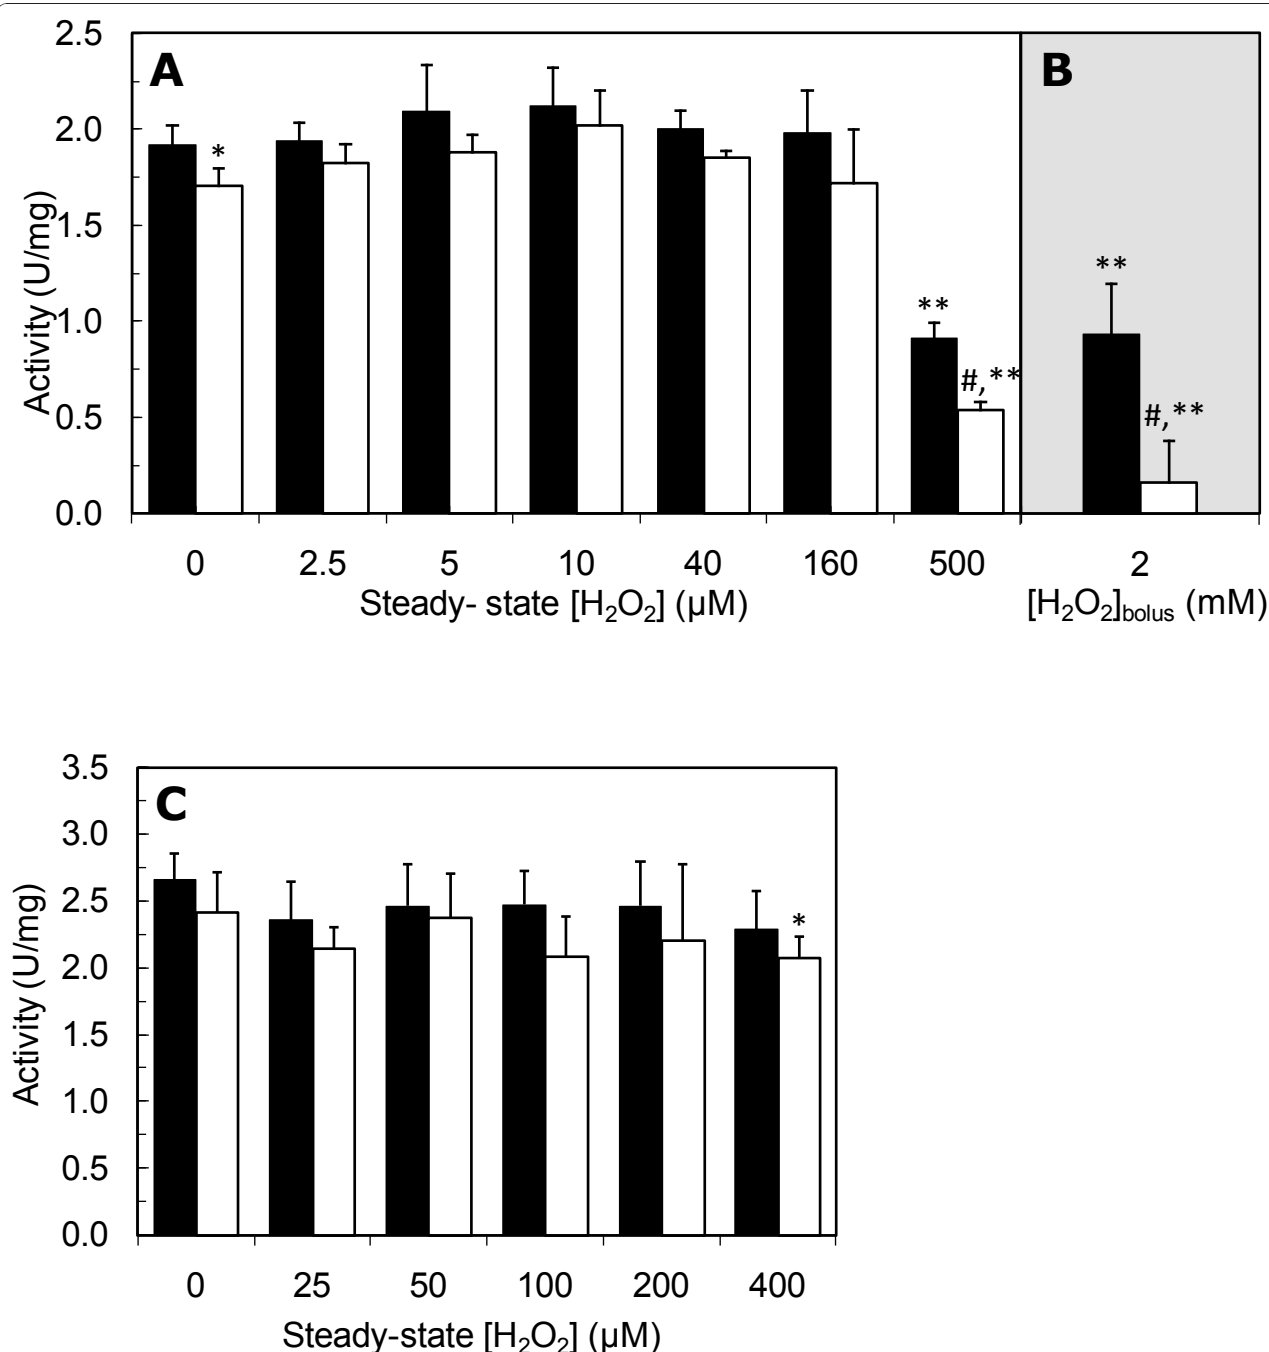 2.5
2.0
1.5
1.0
0.5
0.0
Activity (U/mg)
A
B
*
**
#,**
**
#,**
0 2.5 5 10 40 160 500 2
Steady- state [H₂O₂] (µM) [H₂O₂]bolus (mM)
3.5
3.0
2.5
2.0
1.5
1.0
0.5
0.0
Activity (U/mg)
C
*
0 25 50 100 200 400
Steady-state [H₂O₂] (µM)